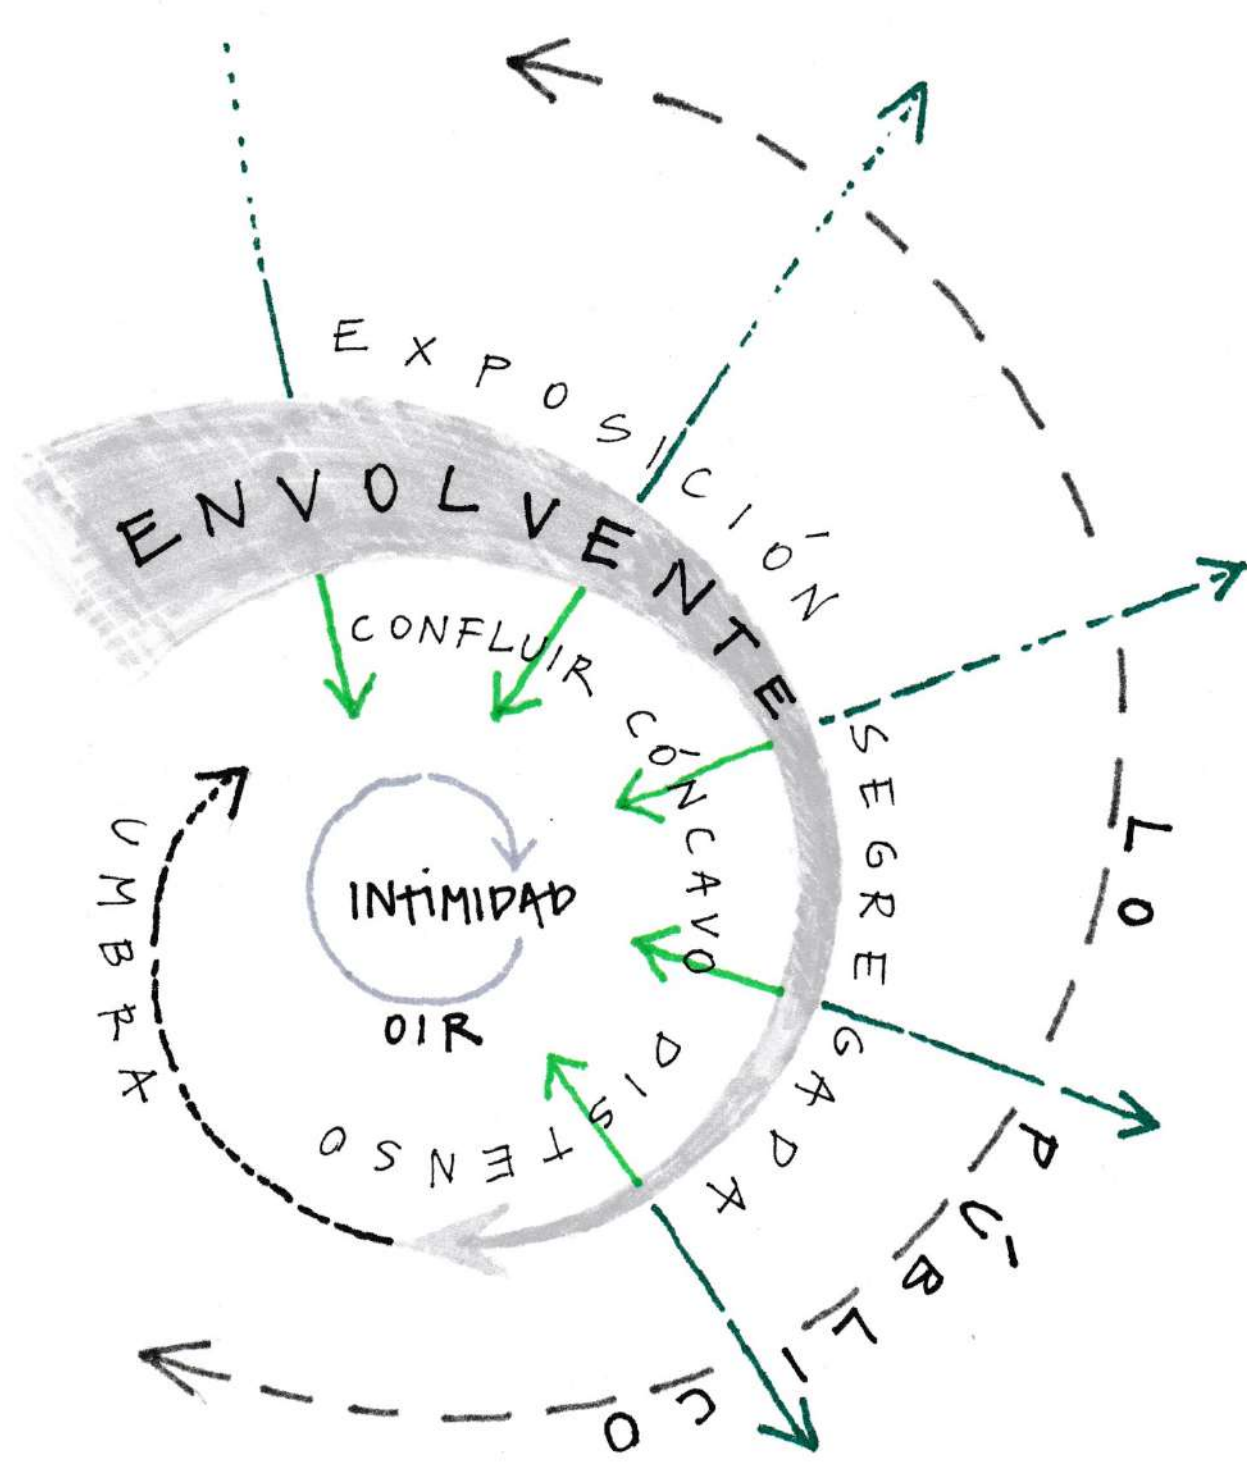 EXPOSICIÓN
ENVOLVENTE
CONFLUIR CÓNCAVO
DISTENSO
SEGREGADA
LO PÚBLICO
UMBRA
INTIMIDAD
OIR